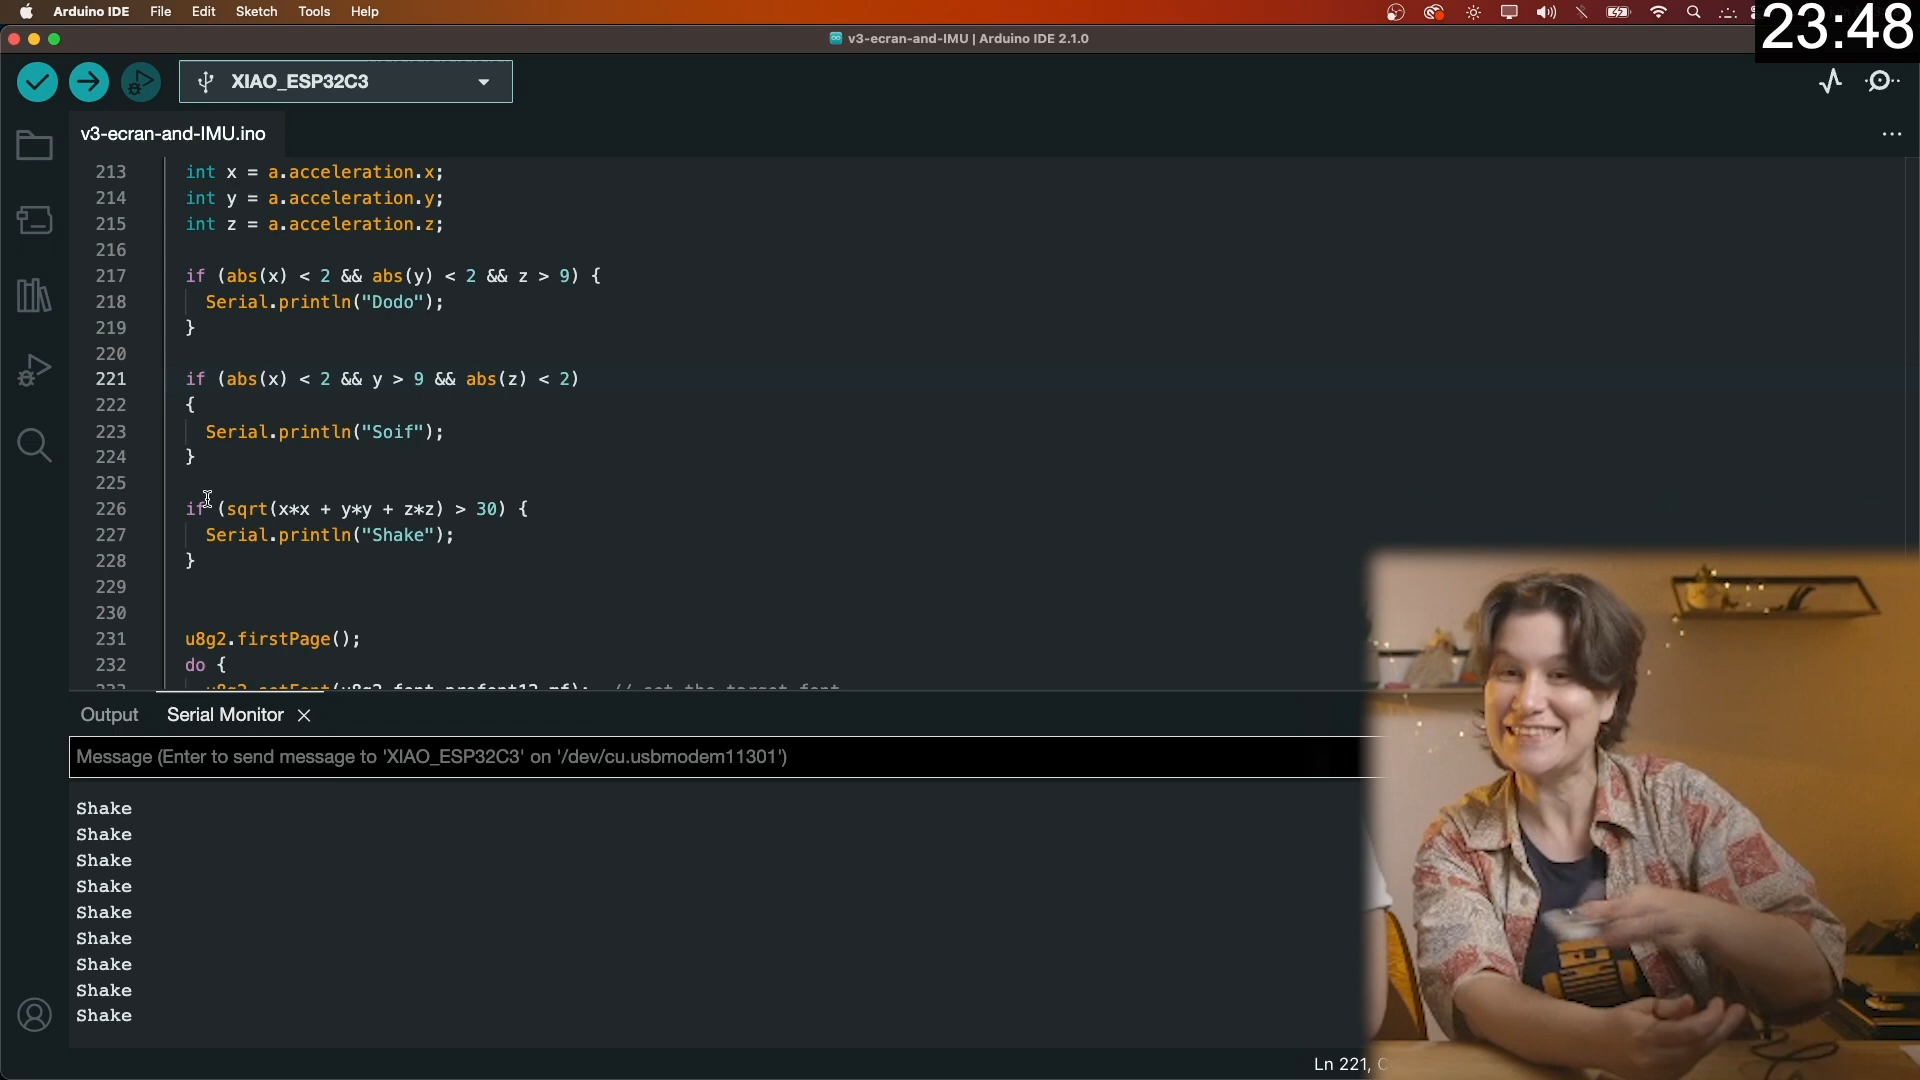 Arduino IDE File Edit Sketch Tools Help
23:48
v3-ecran-and-IMU | Arduino IDE 2.1.0
XIAO_ESP32C3
v3-ecran-and-IMU.ino
213 int x = a.acceleration.x;
214 int y = a.acceleration.y;
215 int z = a.acceleration.z;
216
217 if (abs(x) < 2 && abs(y) < 2 && z > 9) {
218 Serial.println("Dodo");
219 }
220
221 if (abs(x) < 2 && y > 9 && abs(z) < 2)
222 {
223 Serial.println("Soif");
224 }
225
226 if (sqrt(x*x + y*y + z*z) > 30) {
227 Serial.println("Shake");
228 }
229
230
231 u8g2.firstPage();
232 do {
Output Serial Monitor
Message (Enter to send message to 'XIAO_ESP32C3' on '/dev/cu.usbmodem11301')
Shake
Shake
Shake
Shake
Shake
Shake
Shake
Shake
Shake
Ln 221,